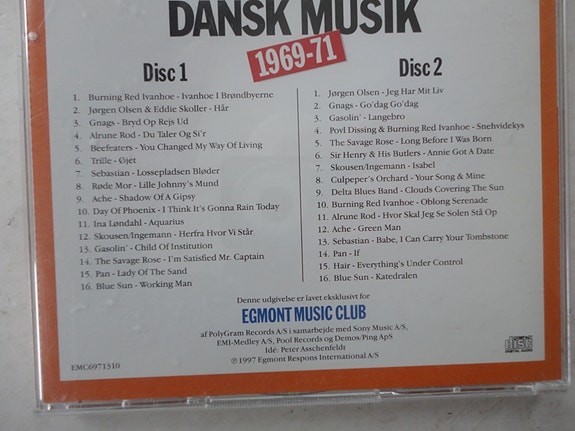 DANSK MUSIK
1969-71
Disc 1
1. Burning Red Ivanhoe - Ivanhoe I Brøndbyerne
2. Jørgen Olsen & Eddie Skoller - Hår
3. Gnags - Bryd Op Rejs Ud
4. Alrune Rod - Du Taler Og Si'r
5. Beefeaters - You Changed My Way Of Living
6. Trille - Øjet
7. Sebastian - Lossepladsen Bløder
8. Røde Mor - Lille Johnny's Mund
9. Ache - Shadow Of A Gipsy
10. Day Of Phoenix - I Think It's Gonna Rain Today
11. Ina Løndahl - Aquarius
12. Skousen/Ingemann - Herfra Hvor Vi Står
13. Gasolin' - Child Of Institution
14. The Savage Rose - I'm Satisfied Mr. Captain
15. Pan - Lady Of The Sand
16. Blue Sun - Working Man
Disc 2
1. Jørgen Olsen - Jeg Har Mit Liv
2. Gnags - Go'dag Go'dag
3. Gasolin' - Langebro
4. Povl Dissing & Burning Red Ivanhoe - Snehvidekys
5. The Savage Rose - Long Before I Was Born
6. Sir Henry & His Butlers - Annie Got A Date
7. Skousen/Ingemann - Isabel
8. Culpeper's Orchard - Your Song & Mine
9. Delta Blues Band - Clouds Covering The Sun
10. Burning Red Ivanhoe - Oblong Serenade
11. Alrune Rod - Hvor Skal Jeg Se Solen Stå Op
12. Ache - Green Man
13. Sebastian - Babe, I Can Carry Your Tombstone
14. Pan - If
15. Hair - Everything's Under Control
16. Blue Sun - Katedralen
Denne udgivelse er lavet eksklusivt for
EGMONT MUSIC CLUB
af PolyGram Records A/S i samarbejde med Sony Music A/S,
EMI-Medley A/S, Pool Records og Demos/Ping ApS
Idé: Peter Asschenfeldt
℗ 1997 Egmont Respons International A/S
EMC6971510
COMPACT
disc
DIGITAL AUDIO